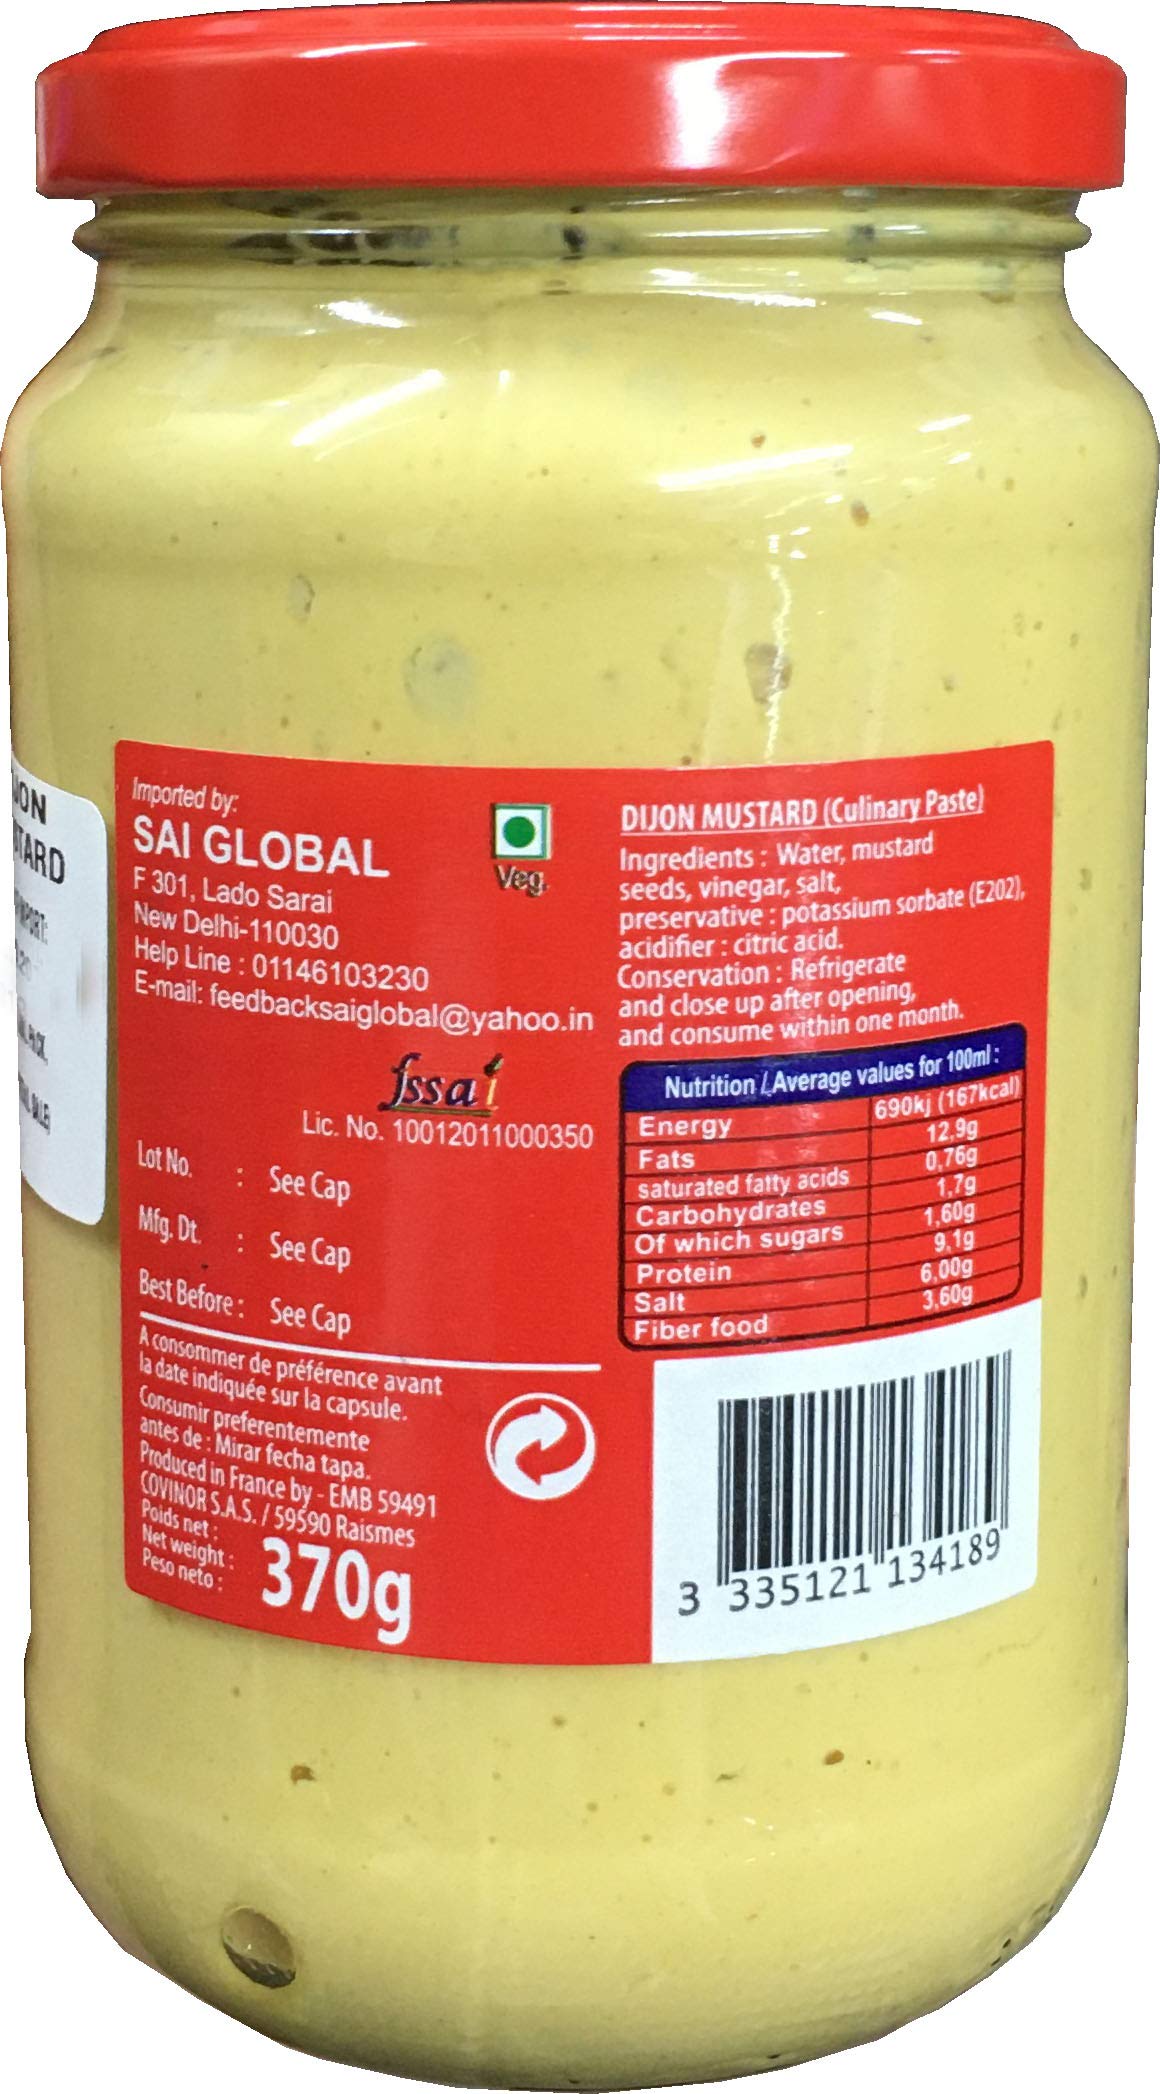 ON
TARD
Imported by:
SAI GLOBAL
F 301, Lado Sarai
New Delhi-110030
Help Line : 01146103230
E-mail: feedbacksaiglobal@yahoo.in
Veg.
fssai
Lic. No. 10012011000350
Lot No. : See Cap
Mfg. Dt. : See Cap
Best Before : See Cap
A consommer de préférence avant
la date indiquée sur la capsule.
Consumir preferentemente
antes de : Mirar fecha tapa.
Produced in France by - EMB 59491
COVINOR S.A.S. / 59590 Raismes
Poids net :
Net weight :
Peso neto :
370g
DIJON MUSTARD (Culinary Paste)
Ingredients : Water, mustard
seeds, vinegar, salt,
preservative : potassium sorbate (E202),
acidifier : citric acid.
Conservation : Refrigerate
and close up after opening,
and consume within one month.
Nutrition / Average values for 100ml :
Energy 690kj (167kcal)
Fats 12,9g
saturated fatty acids 0,76g
Carbohydrates 1,7g
Of which sugars 1,60g
Protein 9,1g
Salt 6,00g
Fiber food 3,60g
3 335121 134189